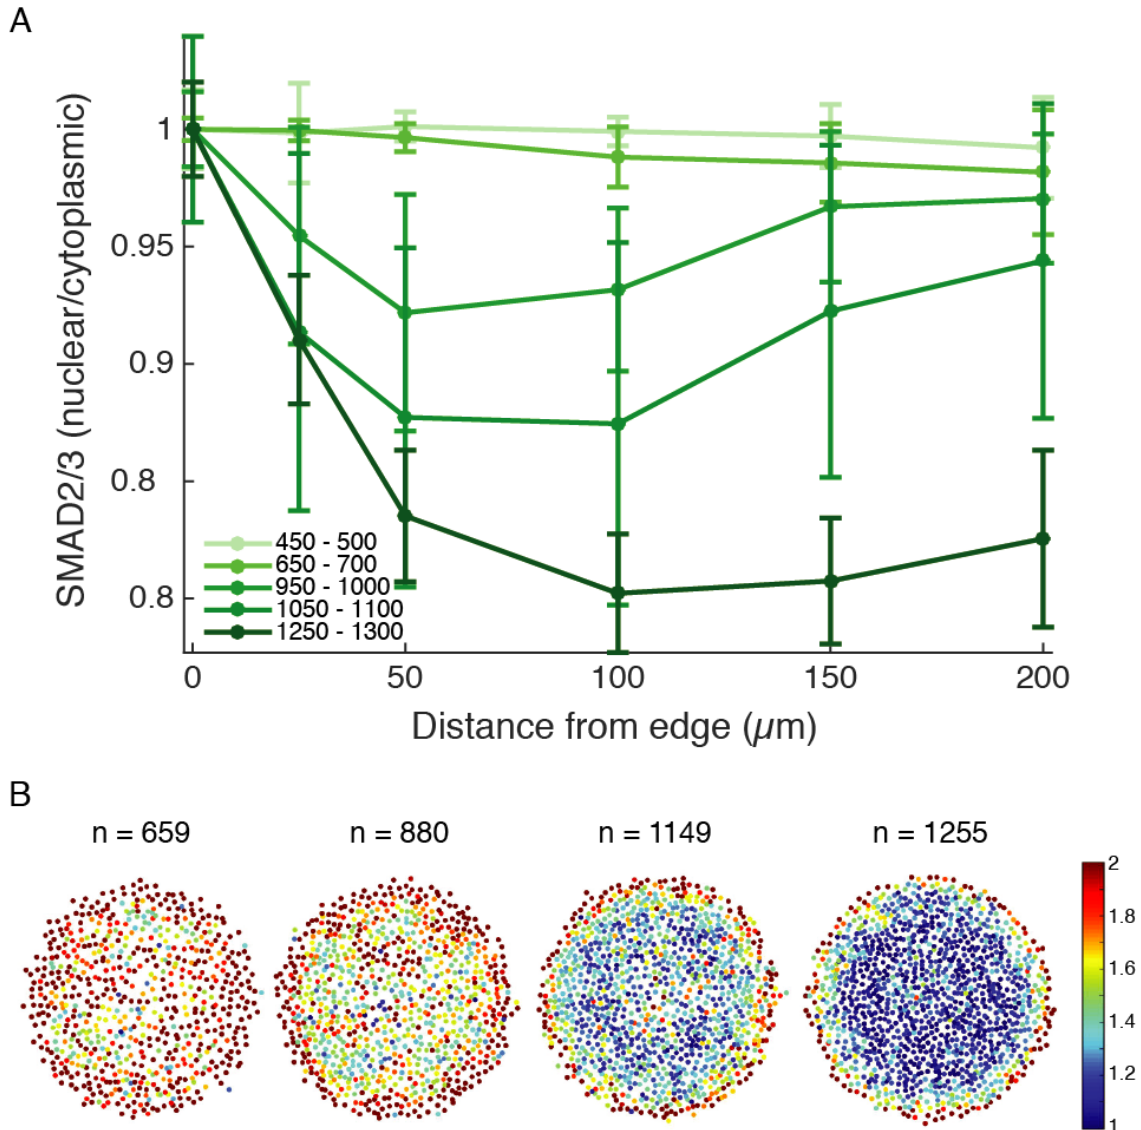 A
SMAD2/3 (nuclear/cytoplasmic)
1
0.95
0.9
0.8
0.8
450 - 500
650 - 700
950 - 1000
1050 - 1100
1250 - 1300
0 50 100 150 200
Distance from edge (µm)
B
n = 659 n = 880 n = 1149 n = 1255
2
1.8
1.6
1.4
1.2
1